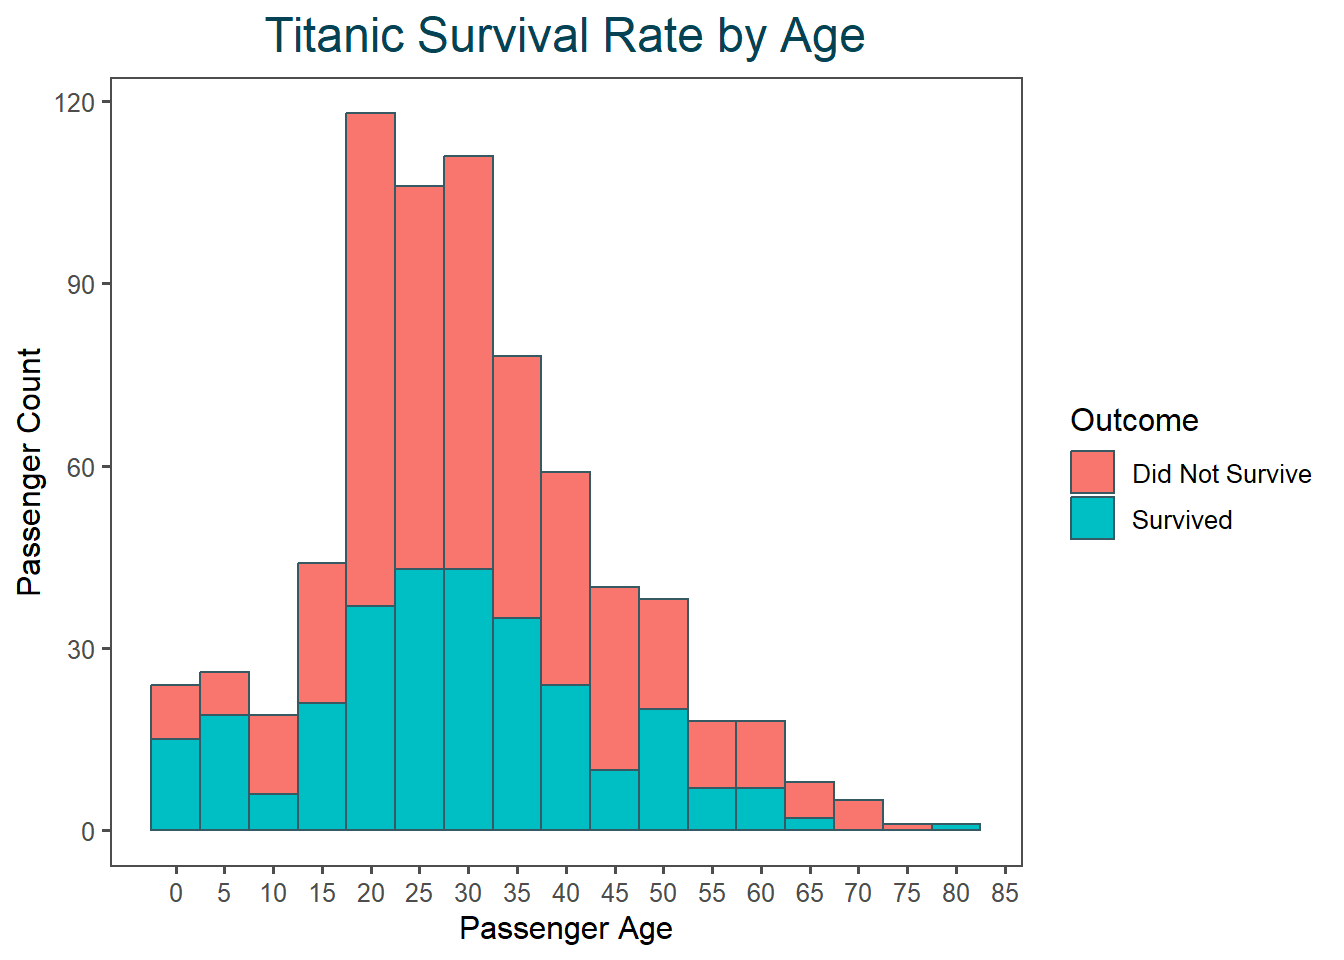 Titanic Survival Rate by Age
120
90
60
30
0
Passenger Count
0 5 10 15 20 25 30 35 40 45 50 55 60 65 70 75 80 85
Passenger Age
Outcome
Did Not Survive
Survived